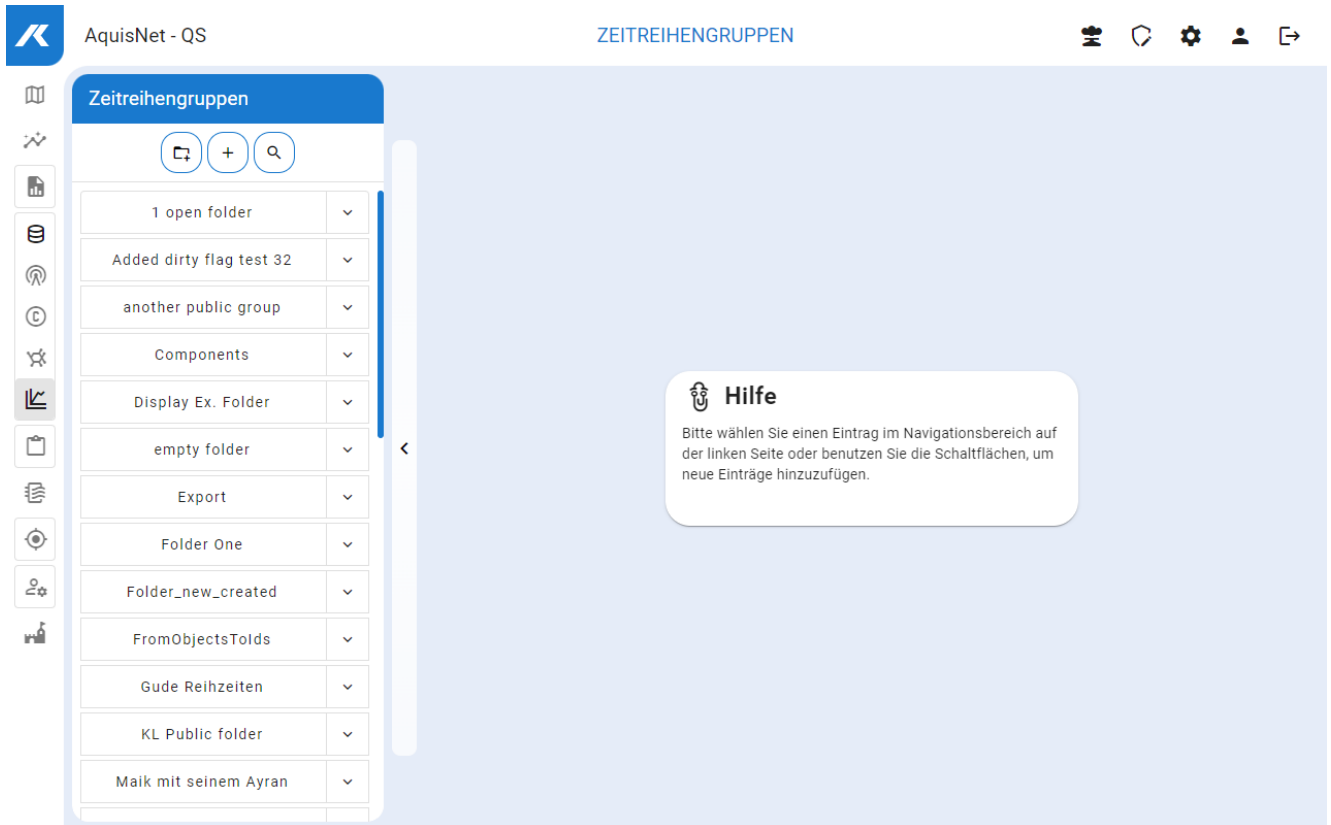 AquisNet - QS
ZEITREIHENGRUPPEN
Zeitreihengruppen
1 open folder
Added dirty flag test 32
another public group
Components
Display Ex. Folder
empty folder
Export
Folder One
Folder_new_created
FromObjectsToIds
Gude Reihzeiten
KL Public folder
Maik mit seinem Ayran
Hilfe
Bitte wählen Sie einen Eintrag im Navigationsbereich auf
der linken Seite oder benutzen Sie die Schaltflächen, um
neue Einträge hinzuzufügen.